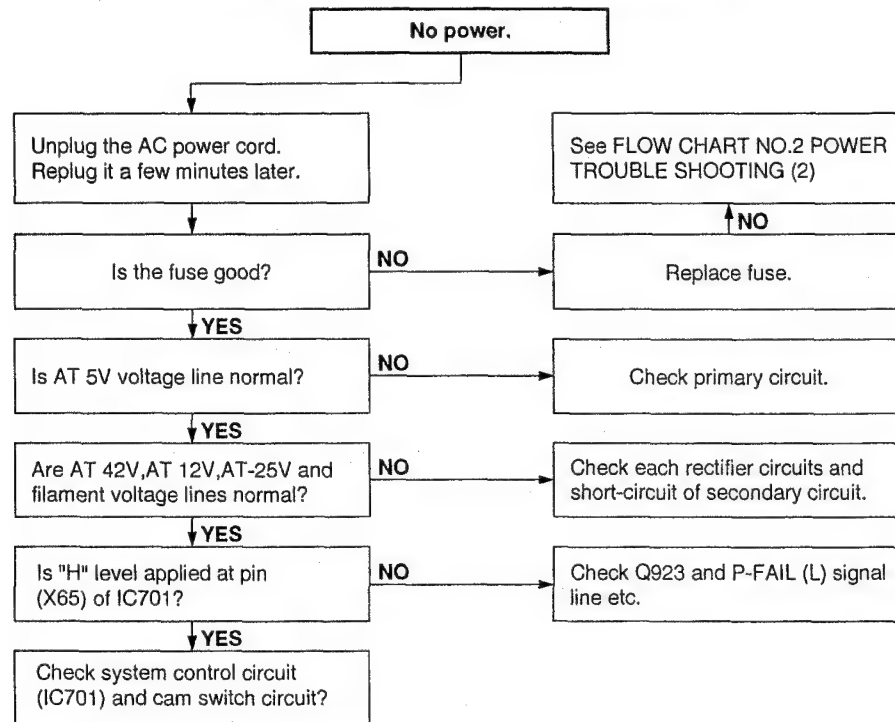 No power.
Unplug the AC power cord.
Replug it a few minutes later.
See FLOW CHART NO.2 POWER
TROUBLE SHOOTING (2)
NO
Is the fuse good?
NO
Replace fuse.
YES
Is AT 5V voltage line normal?
NO
Check primary circuit.
YES
Are AT 42V,AT 12V,AT-25V and
filament voltage lines normal?
NO
Check each rectifier circuits and
short-circuit of secondary circuit.
YES
Is "H" level applied at pin
(X65) of IC701?
NO
Check Q923 and P-FAIL (L) signal
line etc.
YES
Check system control circuit
(IC701) and cam switch circuit?